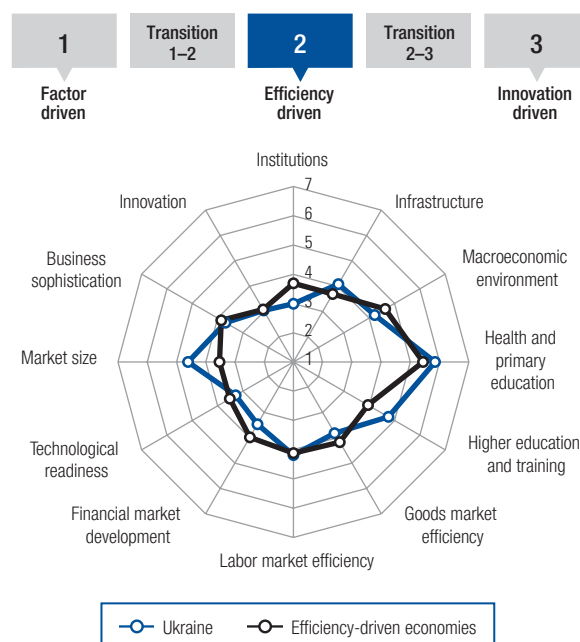 1
Transition
1–2
2
Transition
2–3
3
Factor
driven
Efficiency
driven
Innovation
driven
Institutions
Infrastructure
Macroeconomic
environment
Health and
primary
education
Higher education
and training
Goods market
efficiency
Labor market efficiency
Financial market
development
Technological
readiness
Market size
Business
sophistication
Innovation
7
6
5
4
3
2
1
Ukraine
Efficiency-driven economies